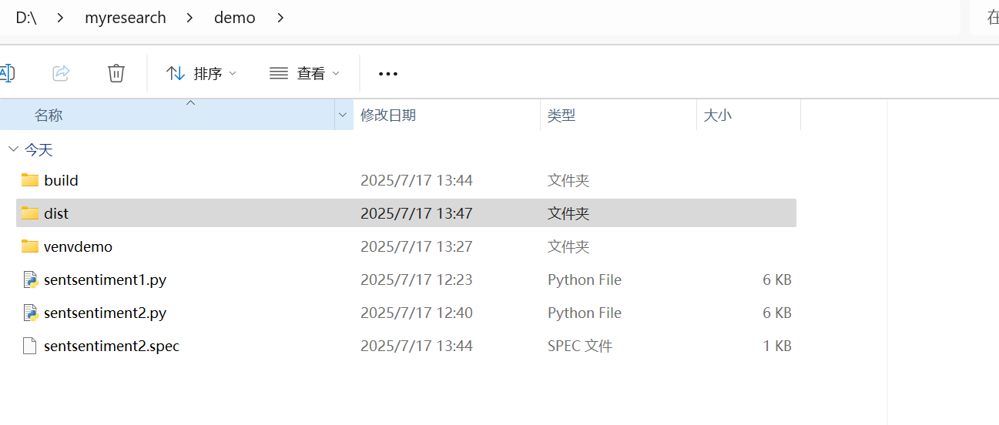 D:\ > myresearch > demo > 在
A 排序 查看 ...
名称 修改日期 类型 大小
今天
build 2025/7/17 13:44 文件夹
dist 2025/7/17 13:47 文件夹
venvdemo 2025/7/17 13:27 文件夹
sentsentiment1.py 2025/7/17 12:23 Python File 6 KB
sentsentiment2.py 2025/7/17 12:40 Python File 6 KB
sentsentiment2.spec 2025/7/17 13:44 SPEC 文件 1 KB